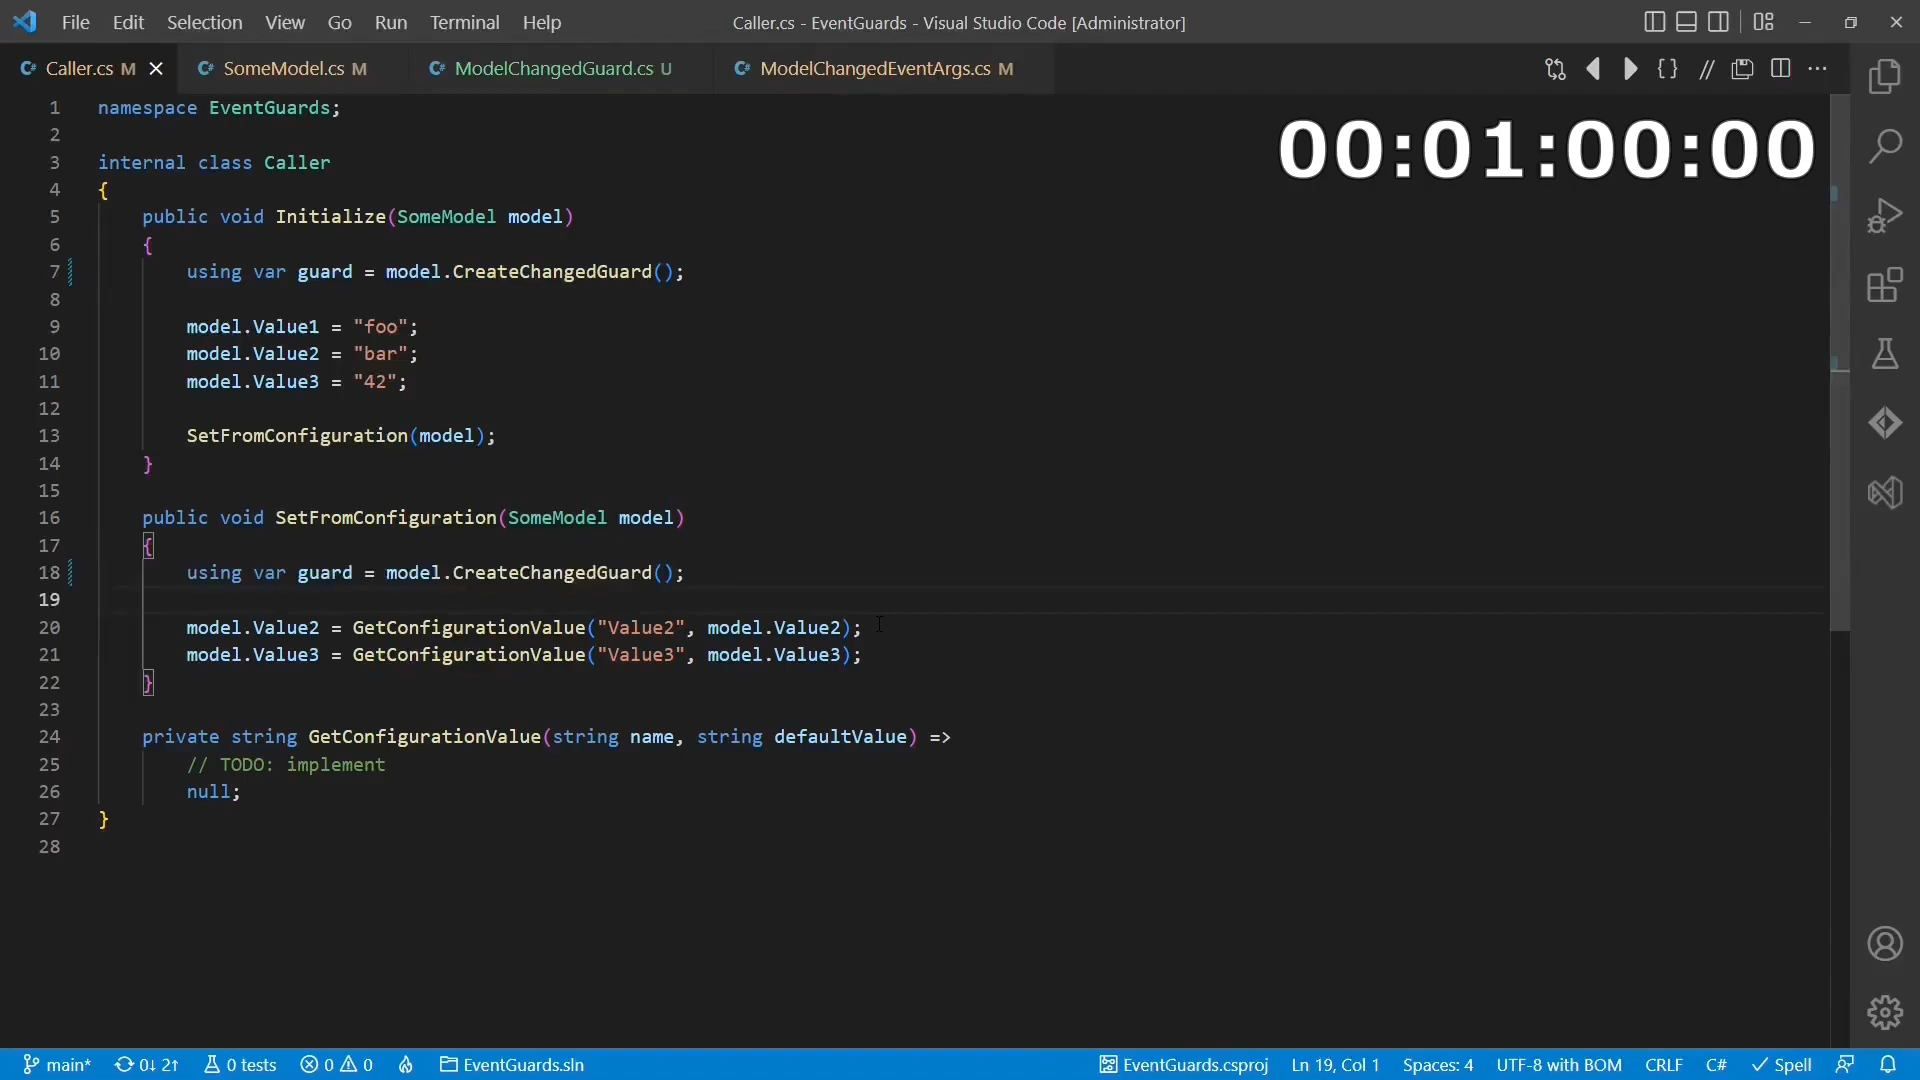 File Edit Selection View Go Run Terminal Help
Caller.cs - EventGuards - Visual Studio Code [Administrator]
Caller.cs M SomeModel.cs M ModelChangedGuard.cs U ModelChangedEventArgs.cs M
00:01:00:00
1 namespace EventGuards;
2
3 internal class Caller
4 {
5 public void Initialize(SomeModel model)
6 {
7 using var guard = model.CreateChangedGuard();
8
9 model.Value1 = "foo";
10 model.Value2 = "bar";
11 model.Value3 = "42";
12
13 SetFromConfiguration(model);
14 }
15
16 public void SetFromConfiguration(SomeModel model)
17 {
18 using var guard = model.CreateChangedGuard();
19
20 model.Value2 = GetConfigurationValue("Value2", model.Value2);
21 model.Value3 = GetConfigurationValue("Value3", model.Value3);
22 }
23
24 private string GetConfigurationValue(string name, string defaultValue) =>
25 // TODO: implement
26 null;
27 }
28
main* 0↓ 2↑ 0 tests 0 0 EventGuards.sln EventGuards.csproj Ln 19, Col 1 Spaces: 4 UTF-8 with BOM CRLF C# Spell